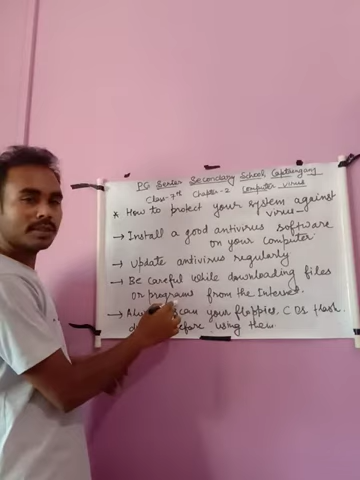 PG Senior Secondary School Capthanganj
Class-7th Chapter-2 Computer virus
* How to protect your system against
virus
→ Install a good antivirus software
on your computer.
→ Update antivirus regularly
→ Be careful while downloading files
or programs from the Internet.
→ scan your floppies, CDs flash
before using them.